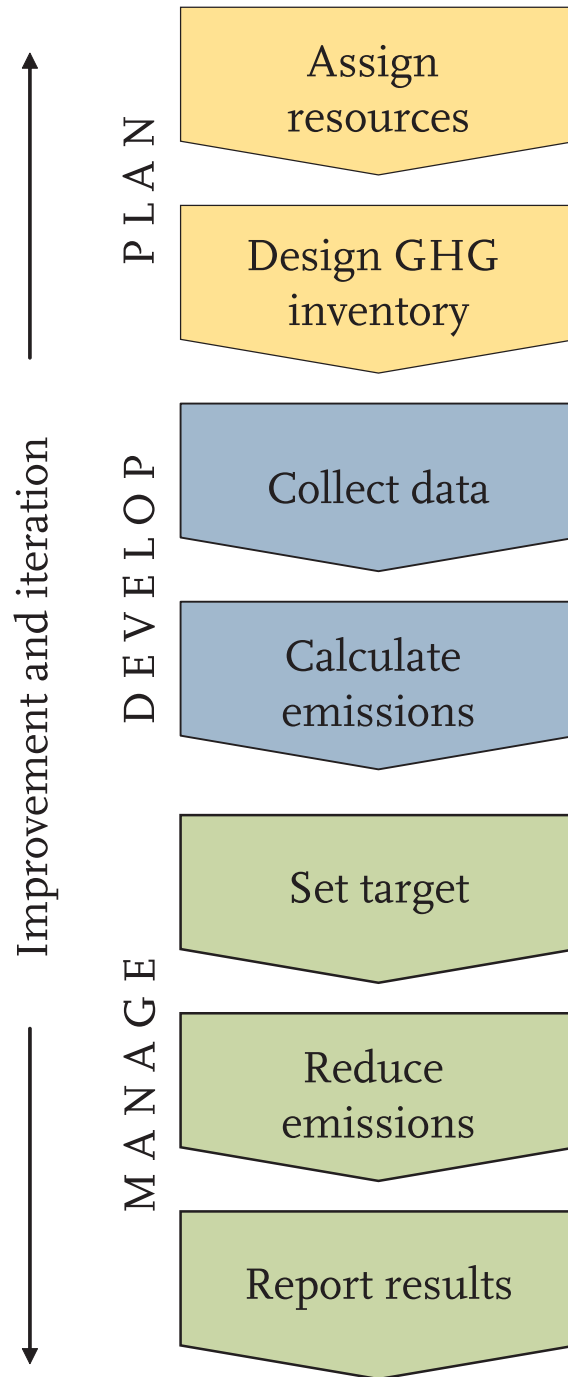 Improvement and iteration
PLAN
Assign
resources
Design GHG
inventory
DEVELOP
Collect data
Calculate
emissions
MANAGE
Set target
Reduce
emissions
Report results